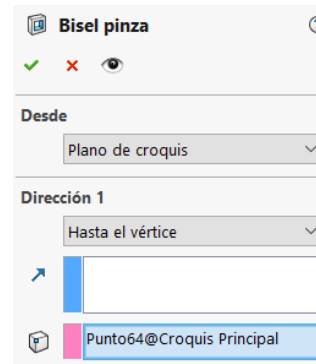 Bisel pinza
Desde
Plano de croquis
Dirección 1
Hasta el vértice
Punto64@Croquis Principal